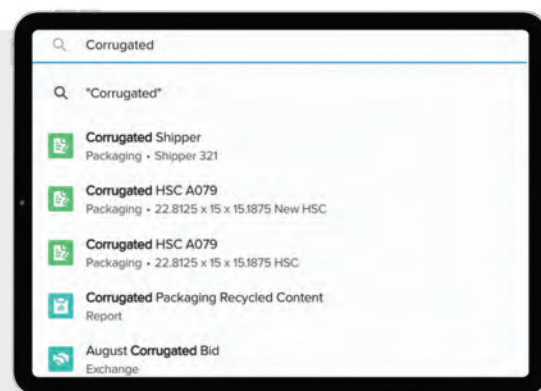 Corrugated
"Corrugated"
Corrugated Shipper
Packaging • Shipper 321
Corrugated HSC A079
Packaging • 22.8125 x 15 x 15.1875 New HSC
Corrugated HSC A079
Packaging • 22.8125 x 15 x 15.1875 HSC
Corrugated Packaging Recycled Content
Report
August Corrugated Bid
Exchange